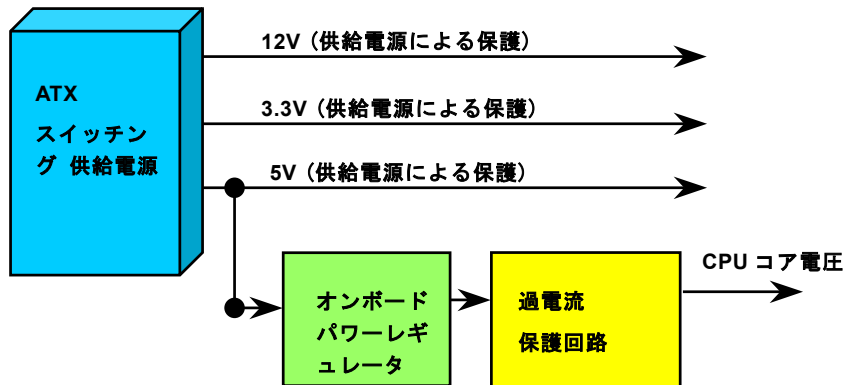 12V (供給電源による保護)
ATX
スイッチン
グ 供給電源
3.3V (供給電源による保護)
5V (供給電源による保護)
CPU コア電圧
オンボード
パワーレギ
ュレータ
過電流
保護回路